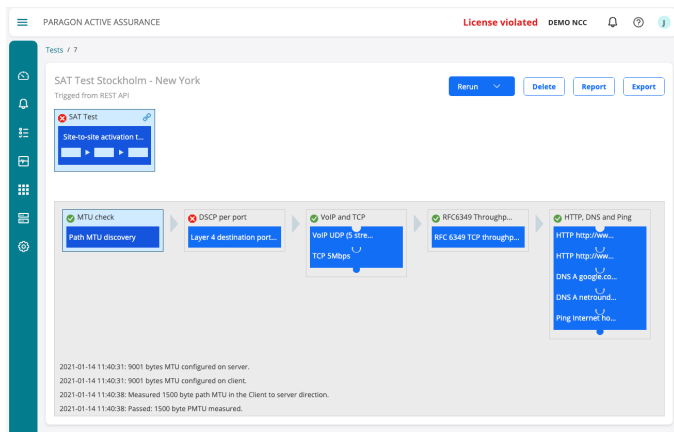 PARAGON ACTIVE ASSURANCE
License violated DEMO NCC J
Tests / 7
SAT Test Stockholm - New York
Trigged from REST API
Rerun Delete Report Export
SAT Test
Site-to-site activation t...
MTU check
Path MTU discovery
DSCP per port
Layer 4 destination port...
VoIP and TCP
VoIP UDP (5 stre...
TCP 5Mbps
RFC6349 Throughp...
RFC 6349 TCP throughp...
HTTP, DNS and Ping
HTTP http://ww...
HTTP http://ww...
DNS A google.co...
DNS A netround...
Ping Internet ho...
2021-01-14 11:40:31: 9001 bytes MTU configured on server.
2021-01-14 11:40:31: 9001 bytes MTU configured on client.
2021-01-14 11:40:38: Measured 1500 byte path MTU in the Client to server direction.
2021-01-14 11:40:38: Passed: 1500 byte PMTU measured.